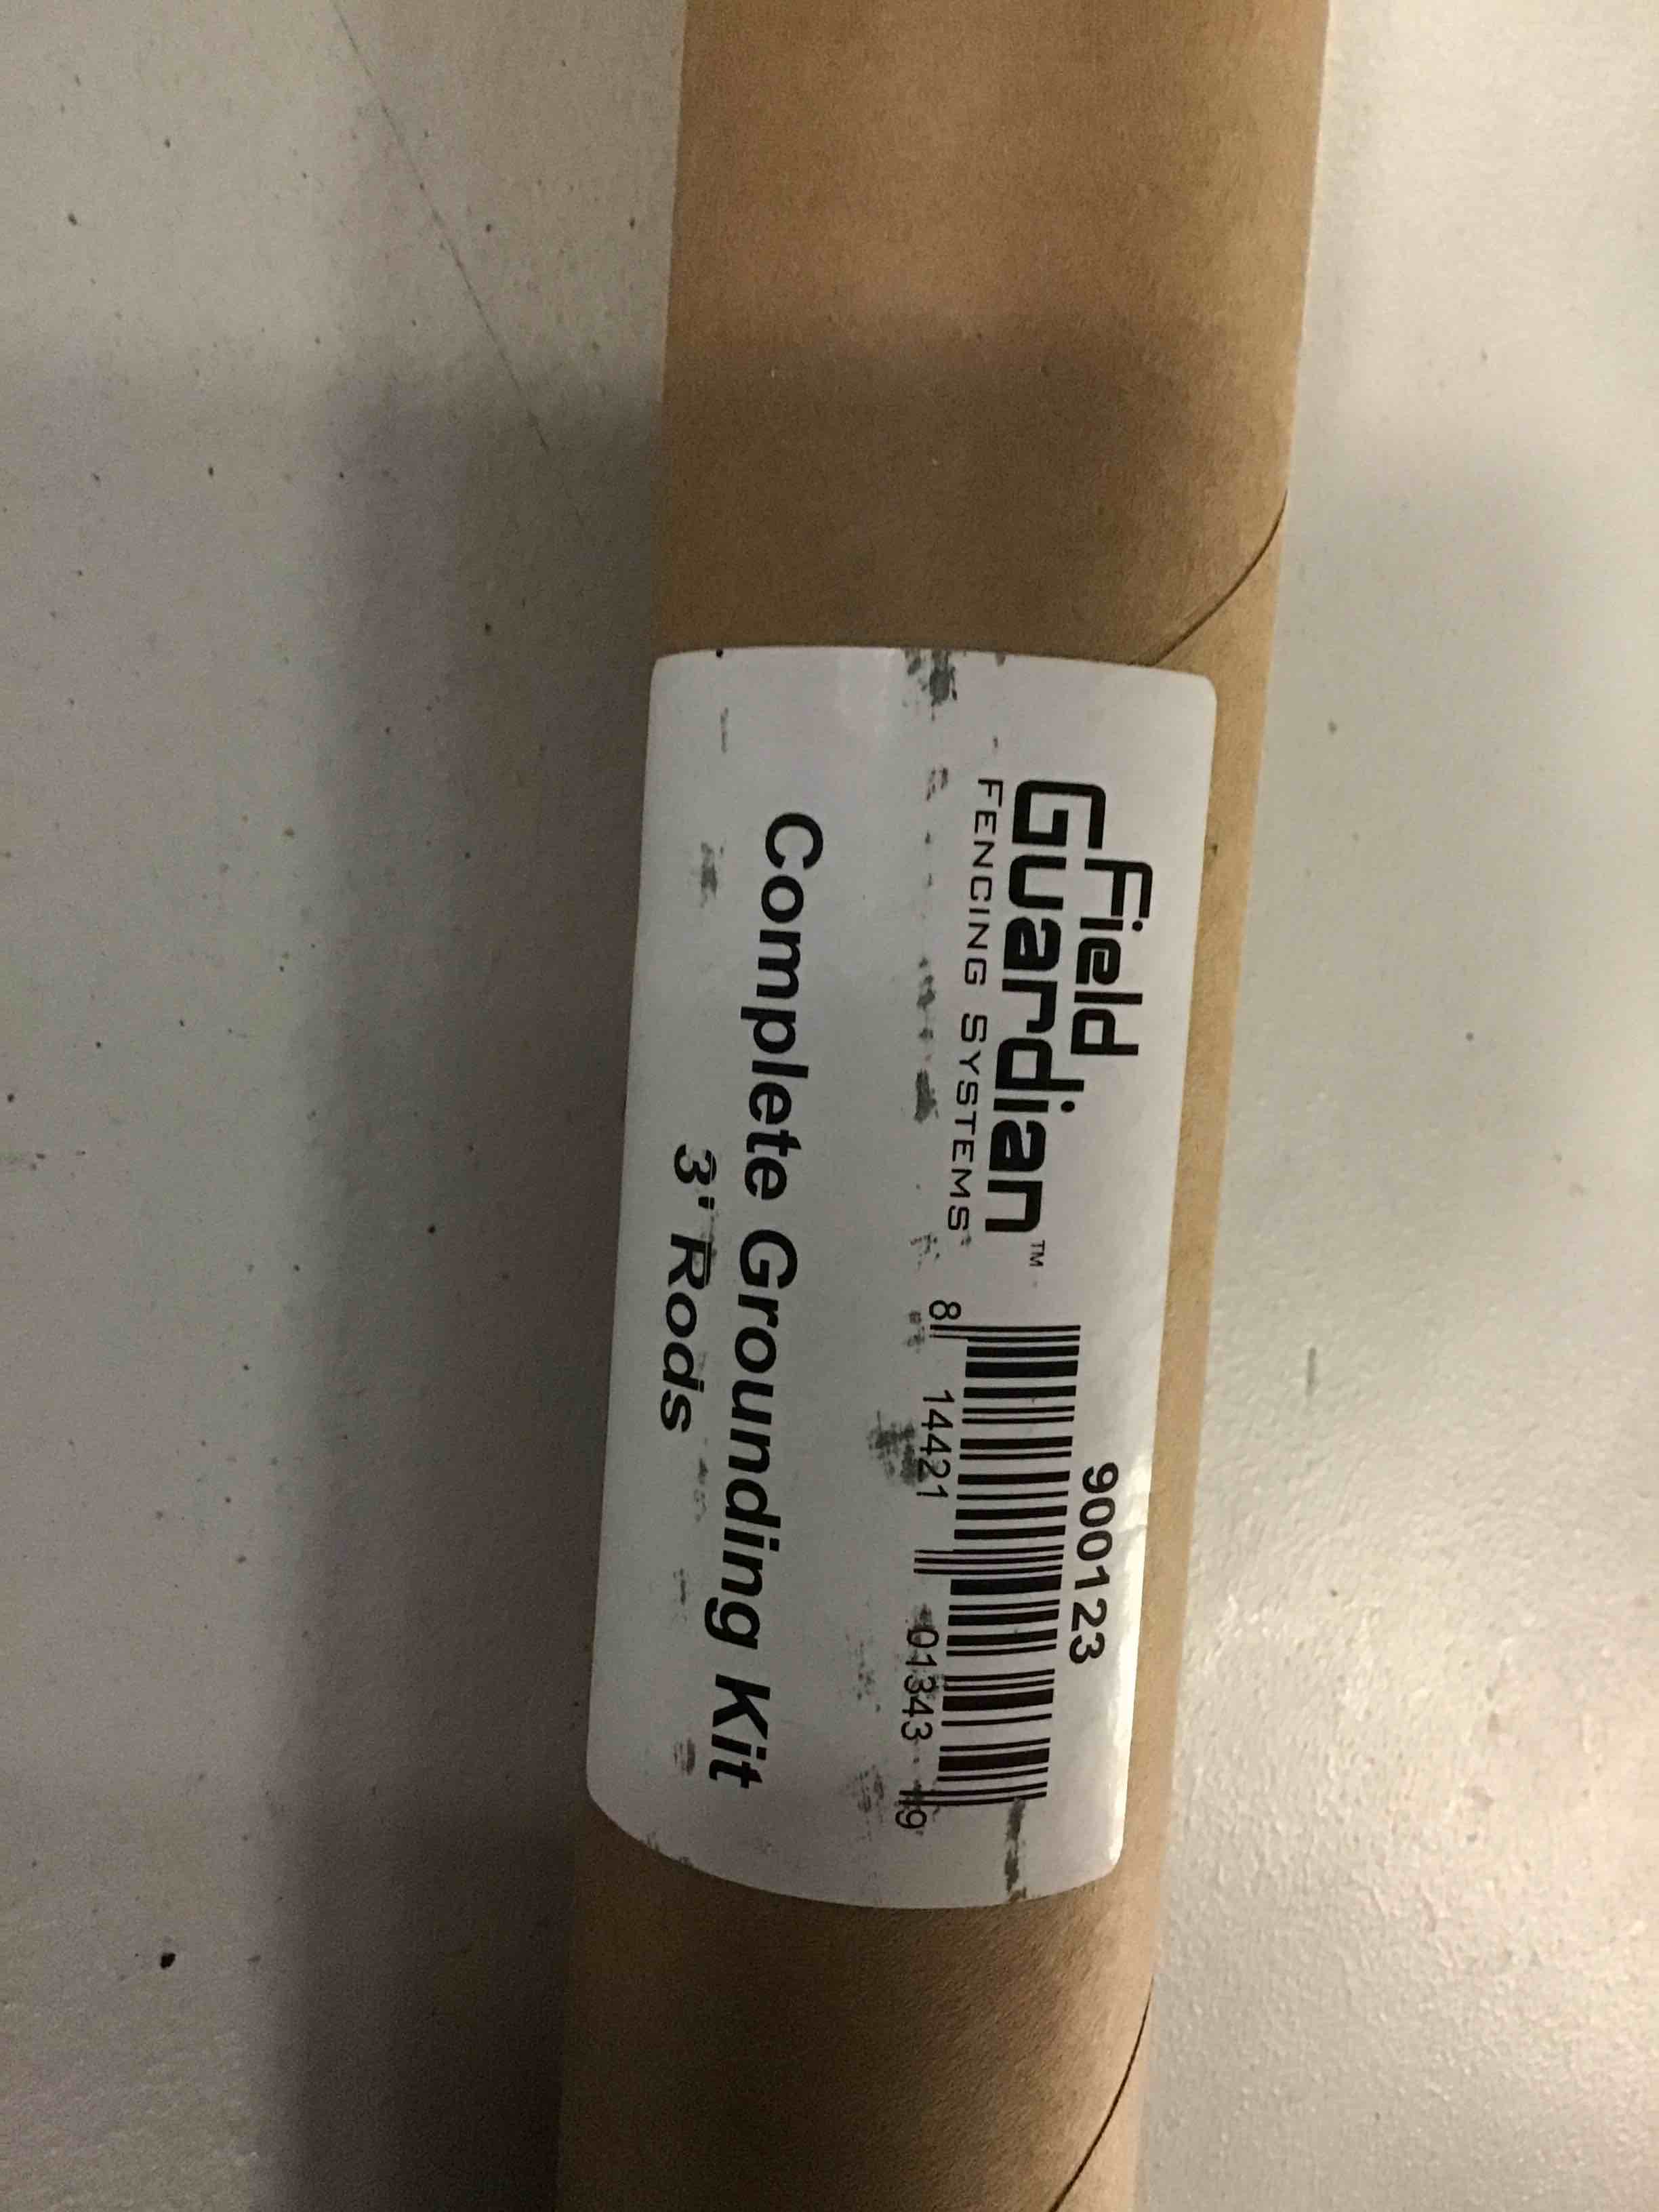 Field
Guardian™
FENCING SYSTEMS
900123
8 14421 01343 9
Complete Grounding Kit
3' Rods